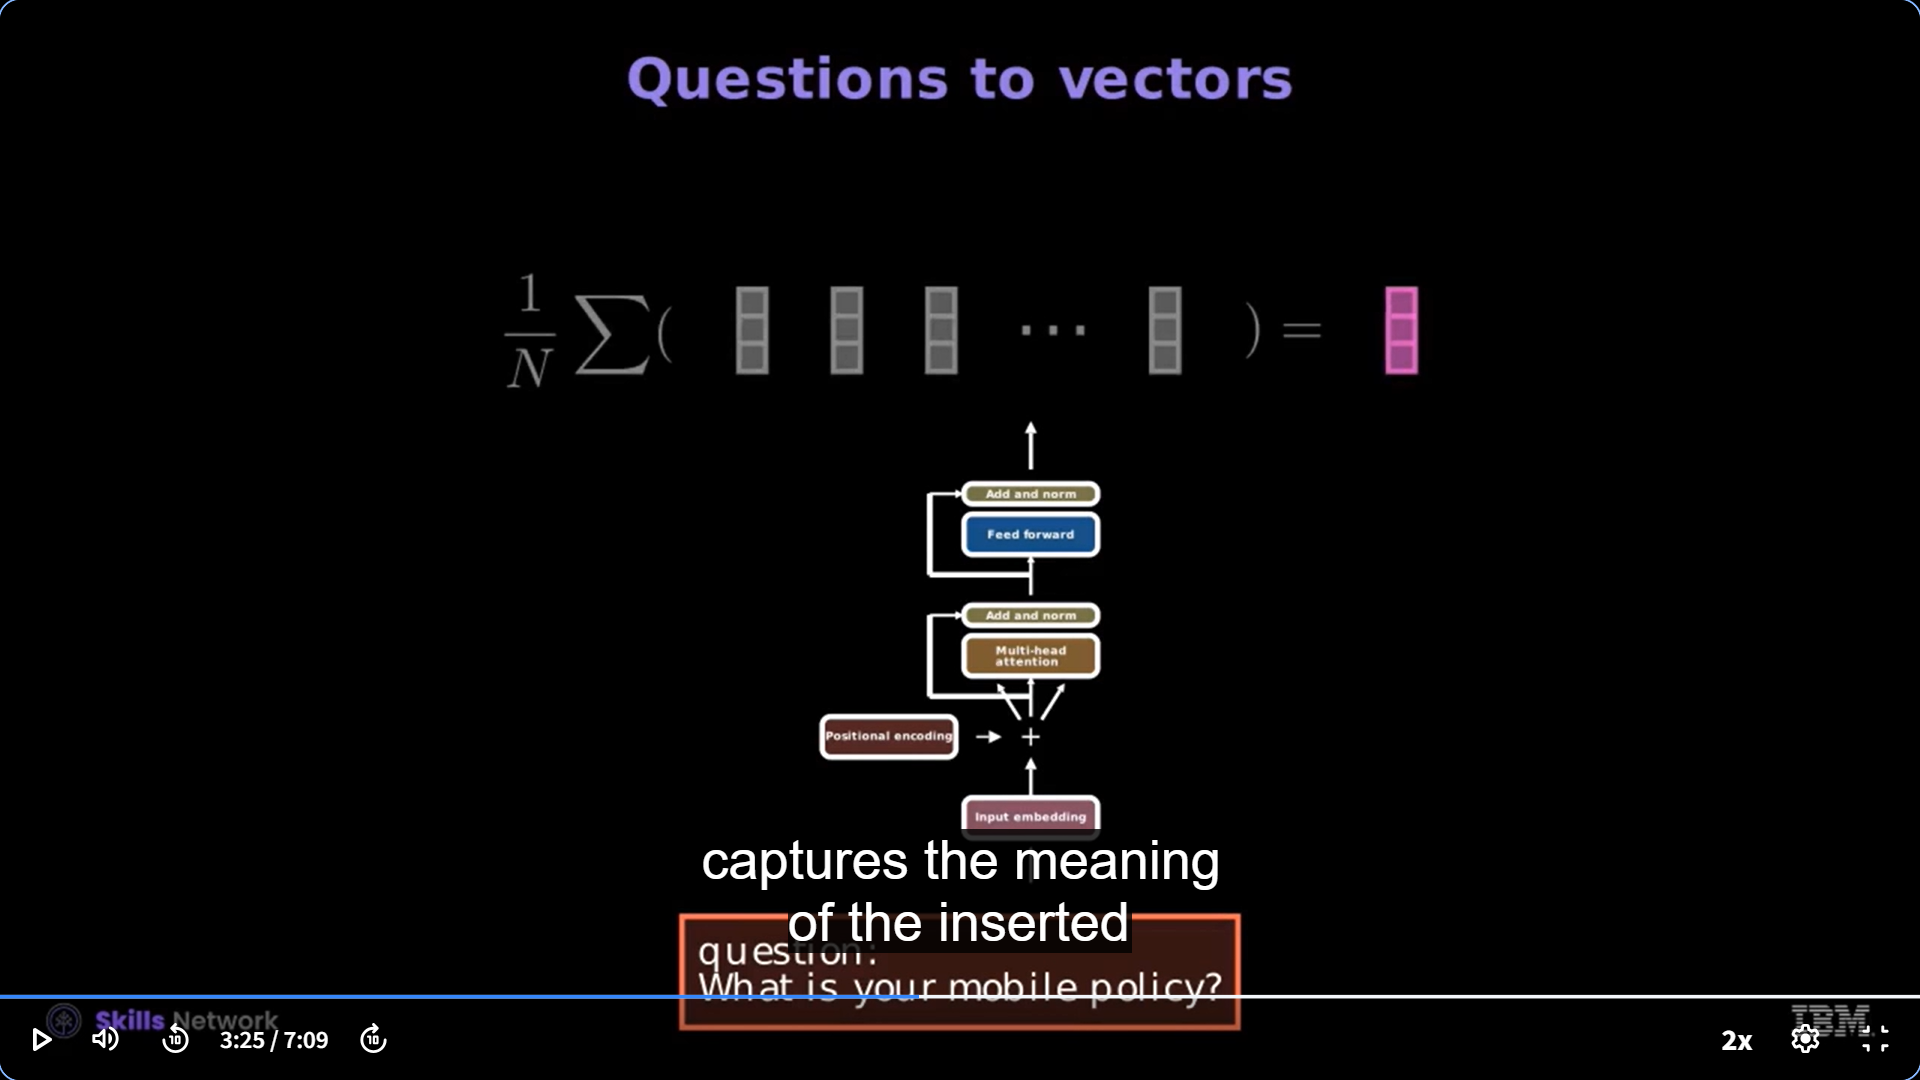 Questions to vectors
1
N
∑( ... ) =
Add and norm
Feed forward
Add and norm
Multi-head
attention
Positional encoding
+
Input embedding
captures the meaning
of the inserted
question:
What is your mobile policy?
Skills Network
IBM
10
3:25 / 7:09
10
2x